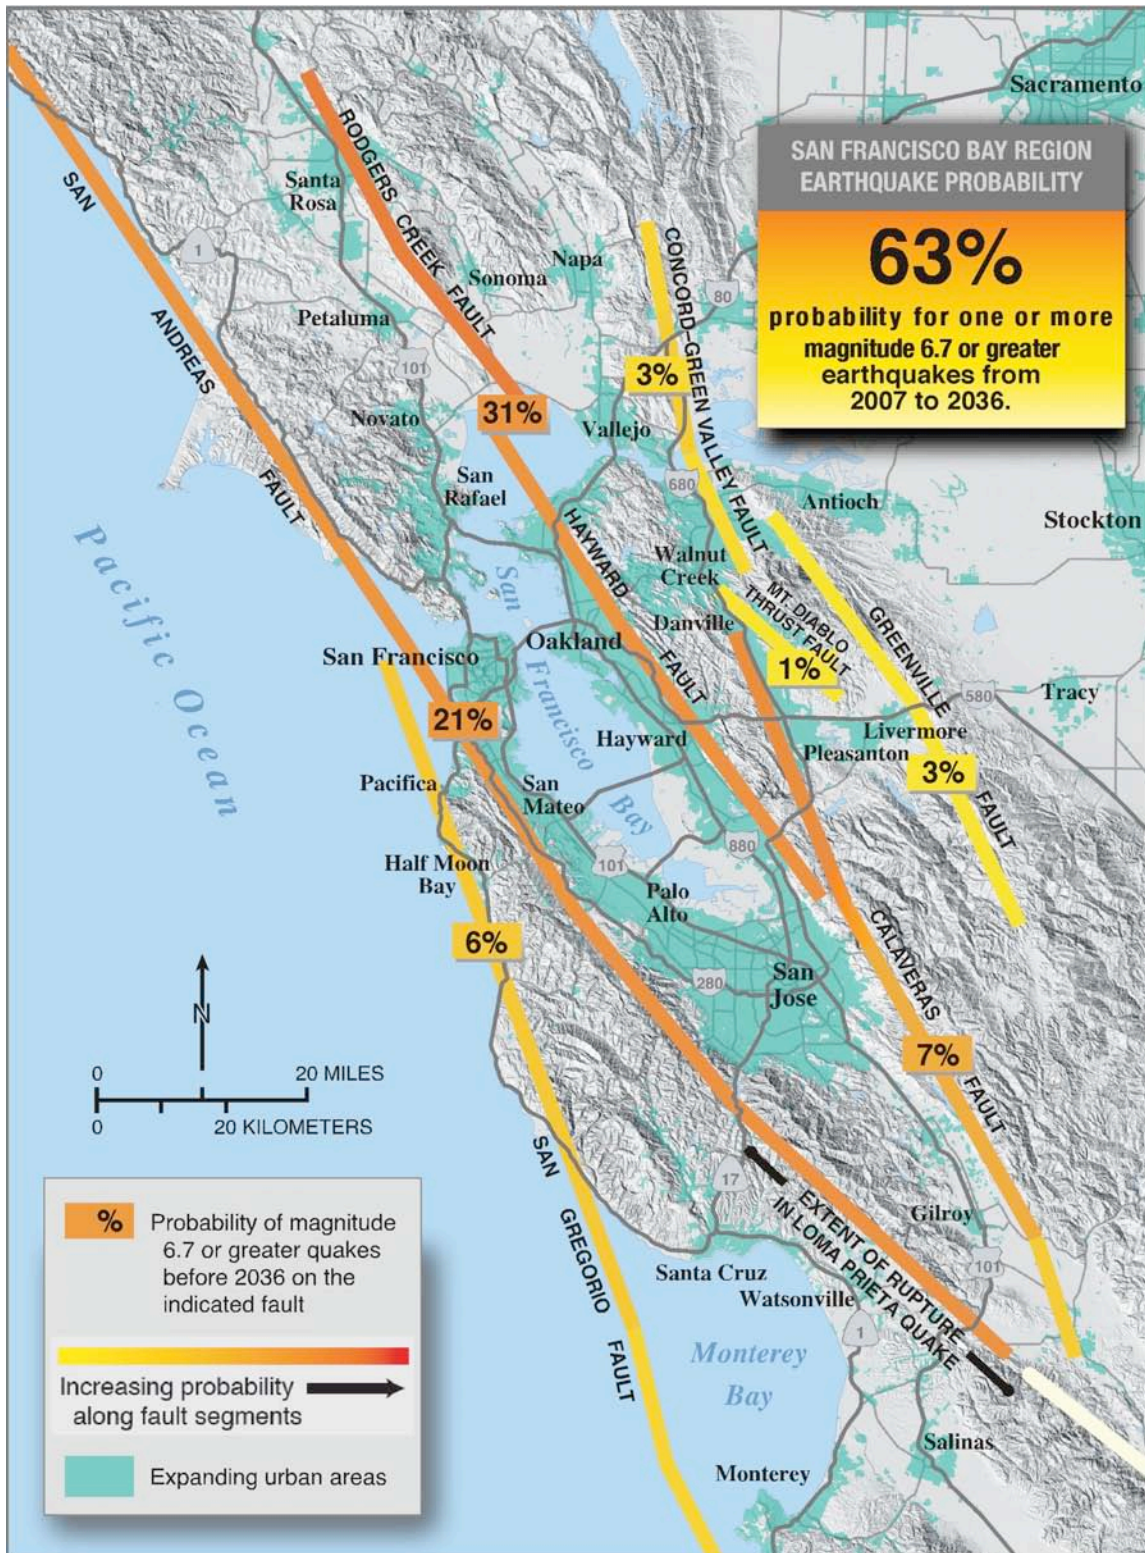 Sacramento
SAN FRANCISCO BAY REGION
EARTHQUAKE PROBABILITY
63%
probability for one or more
magnitude 6.7 or greater
earthquakes from
2007 to 2036.
SAN ANDREAS FAULT
RODGERS CREEK FAULT
CONCORD–GREEN VALLEY FAULT
Santa
Rosa
1
Napa
Sonoma
80
Petaluma
101
3%
31%
Novato
Vallejo
San
Rafael
680
Antioch
Stockton
HAYWARD FAULT
Walnut
Creek
MT. DIABLO
THRUST FAULT
GREENVILLE FAULT
Danville
Pacific Ocean
San Francisco Bay
San Francisco
Oakland
1%
580
Tracy
21%
Hayward
Livermore
Pleasanton
3%
Pacifica
San
Mateo
880
101
Half Moon
Bay
Palo
Alto
6%
CALAVERAS FAULT
280
San
Jose
7%
N
0 20 MILES
0 20 KILOMETERS
SAN GREGORIO FAULT
17
EXTENT OF RUPTURE
IN LOMA PRIETA QUAKE
Gilroy
101
Santa Cruz
Watsonville
1
Monterey
Bay
Salinas
Monterey
%
Probability of magnitude
6.7 or greater quakes
before 2036 on the
indicated fault
Increasing probability
along fault segments
Expanding urban areas